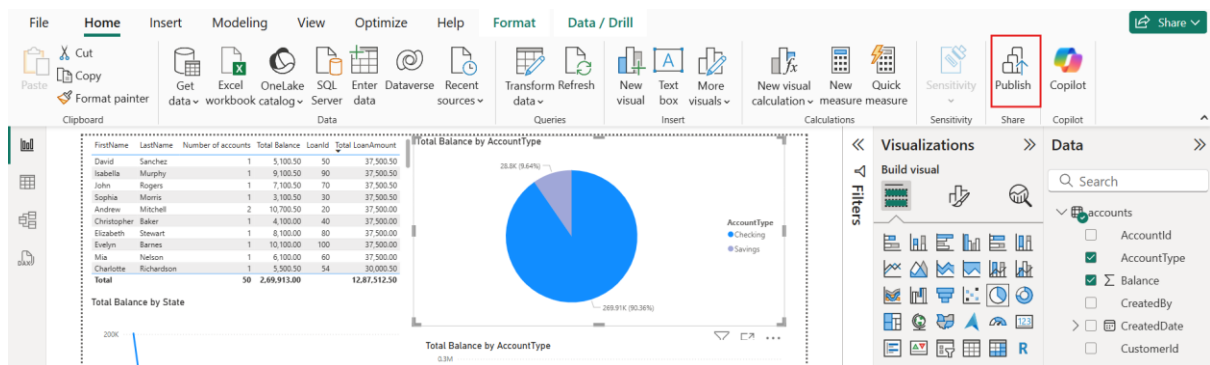 File Home Insert Modeling View Optimize Help Format Data / Drill Share
Paste
Cut
Copy
Format painter
Clipboard
Get data
Excel workbook
OneLake catalog
SQL Server
Enter data
Dataverse
Recent sources
Data
Transform data
Refresh
Queries
New visual
Text box
More visuals
Insert
New visual calculation
New measure
Quick measure
Calculations
Sensitivity
Sensitivity
Publish
Share
Copilot
Copilot
FirstName LastName Number of accounts Total Balance LoanId Total LoanAmount
David Sanchez 1 5,100.50 50 37,500.50
Isabella Murphy 1 9,100.50 90 37,500.50
John Rogers 1 7,100.50 70 37,500.50
Sophia Morris 1 3,100.50 30 37,500.50
Andrew Mitchell 2 10,700.50 20 37,500.00
Christopher Baker 1 4,100.00 40 37,500.00
Elizabeth Stewart 1 8,100.00 80 37,500.00
Evelyn Barnes 1 10,100.00 100 37,500.00
Mia Nelson 1 6,100.00 60 37,500.00
Charlotte Richardson 1 5,500.50 54 30,000.50
Total 50 2,69,913.00 12,87,512.50
Total Balance by State
200K
Total Balance by AccountType
28.8K (9.64%)
269.91K (90.36%)
AccountType
Checking
Savings
Total Balance by AccountType
0.3M
Filters
Visualizations
Build visual
123
R
Data
Search
accounts
AccountId
AccountType
Balance
CreatedBy
CreatedDate
CustomerId